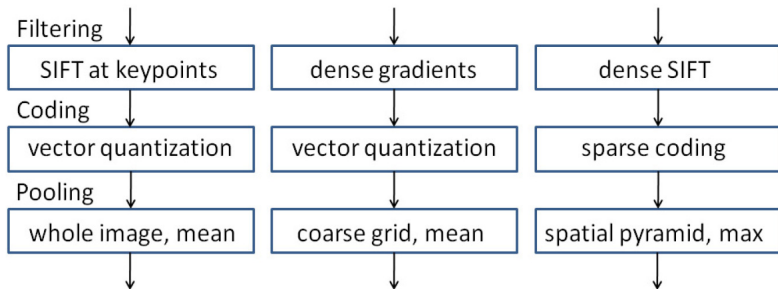 Filtering
SIFT at keypoints dense gradients dense SIFT
Coding
vector quantization vector quantization sparse coding
Pooling
whole image, mean coarse grid, mean spatial pyramid, max